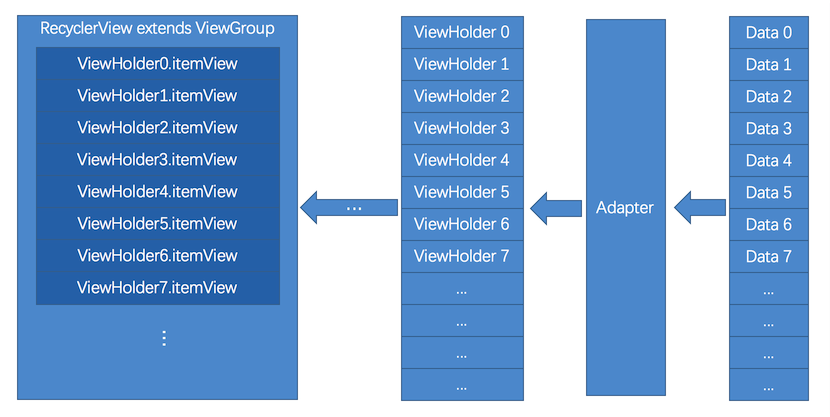 RecyclerView extends ViewGroup
ViewHolder0.itemView
ViewHolder1.itemView
ViewHolder2.itemView
ViewHolder3.itemView
ViewHolder4.itemView
ViewHolder5.itemView
ViewHolder6.itemView
ViewHolder7.itemView
⋮
...
ViewHolder 0
ViewHolder 1
ViewHolder 2
ViewHolder 3
ViewHolder 4
ViewHolder 5
ViewHolder 6
ViewHolder 7
...
...
...
...
Adapter
Data 0
Data 1
Data 2
Data 3
Data 4
Data 5
Data 6
Data 7
...
...
...
...